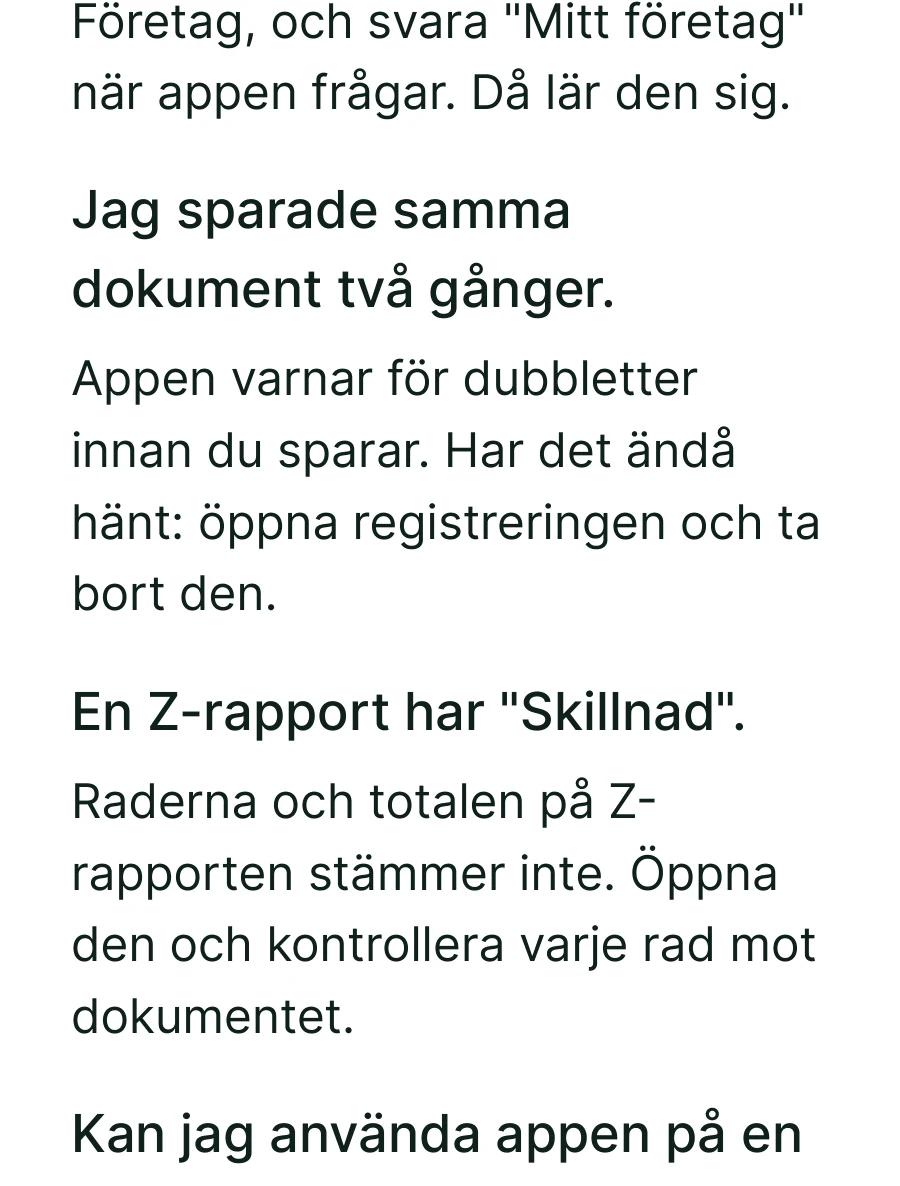 Företag, och svara "Mitt företag"
när appen frågar. Då lär den sig.
Jag sparade samma
dokument två gånger.
Appen varnar för dubbletter
innan du sparar. Har det ändå
hänt: öppna registreringen och ta
bort den.
En Z-rapport har "Skillnad".
Raderna och totalen på Z-
rapporten stämmer inte. Öppna
den och kontrollera varje rad mot
dokumentet.
Kan jag använda appen på en